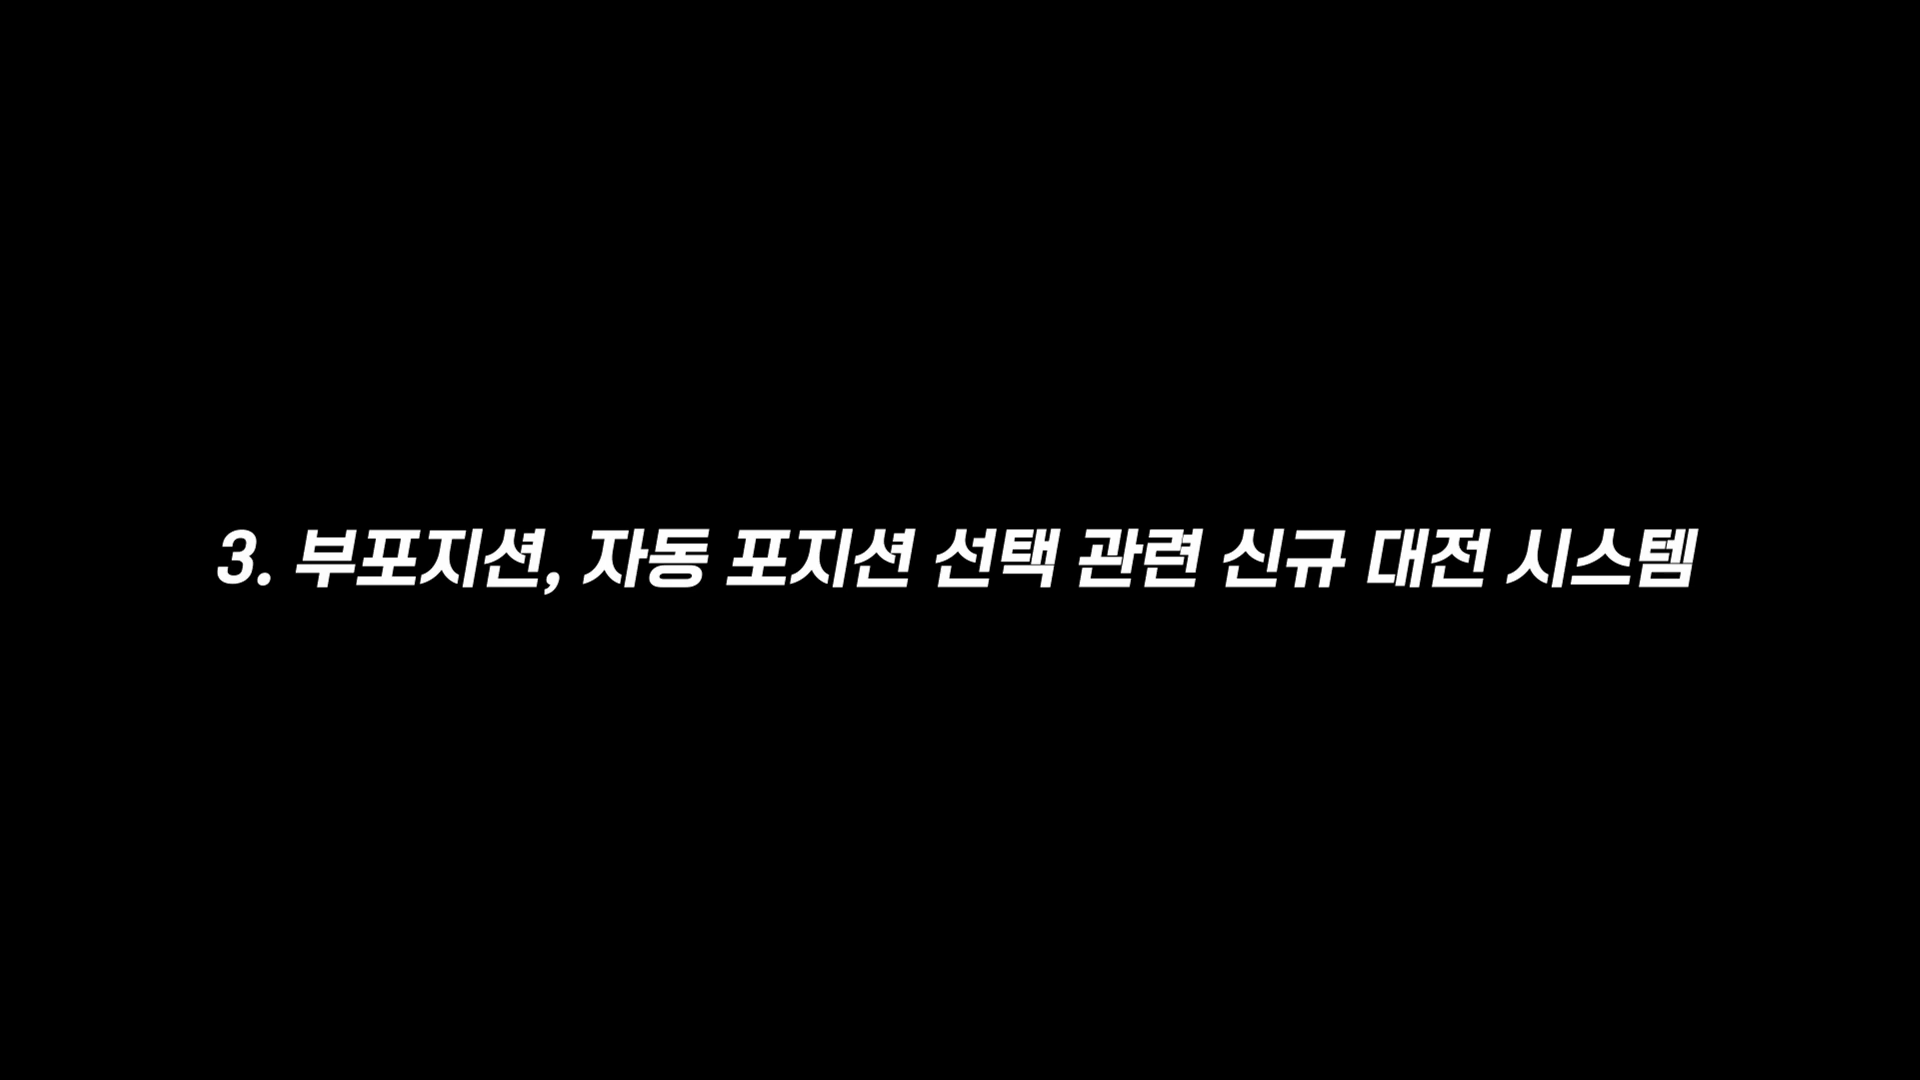 3. 부포지션, 자동 포지션 선택 관련 신규 대전 시스템